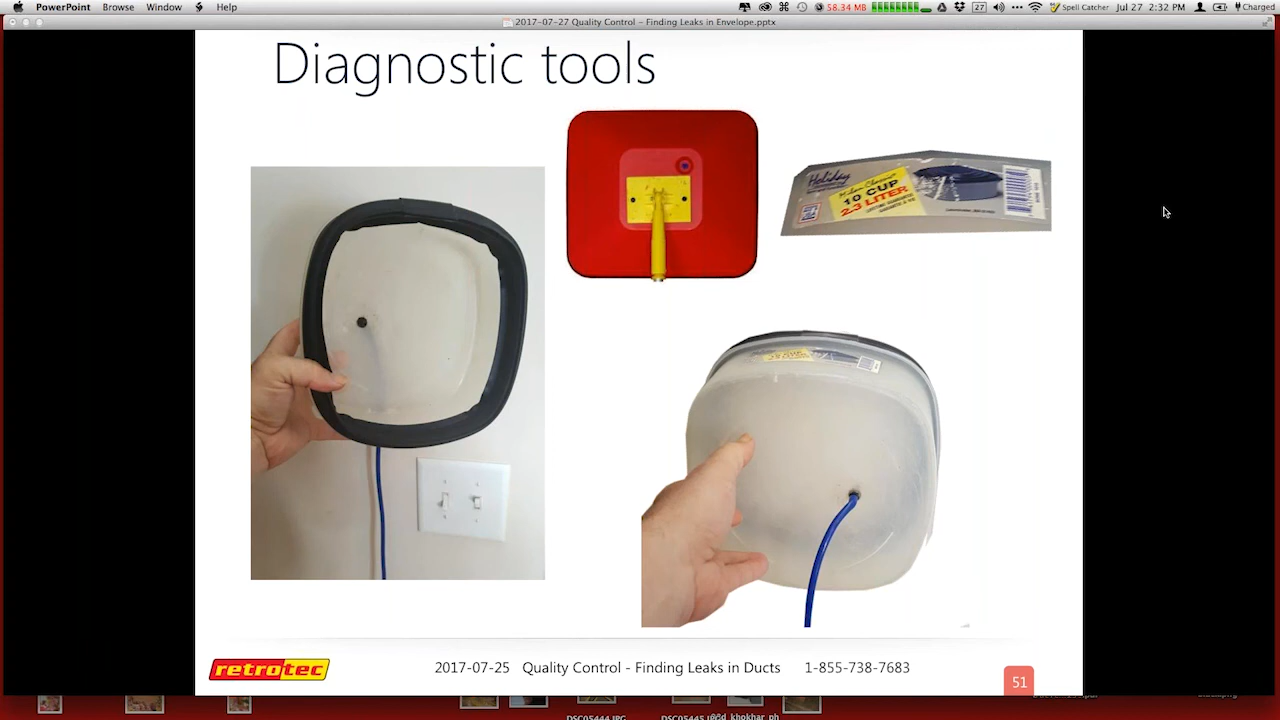 PowerPoint Browse Window Help 58.34 MB 27 Spell Catcher Jul 27 2:32 PM Charged
2017-07-27 Quality Control - Finding Leaks in Envelope.pptx
Diagnostic tools
Holiday
10 CUP
2.3 LITER
retrotec
2017-07-25 Quality Control - Finding Leaks in Ducts 1-855-738-7683
51